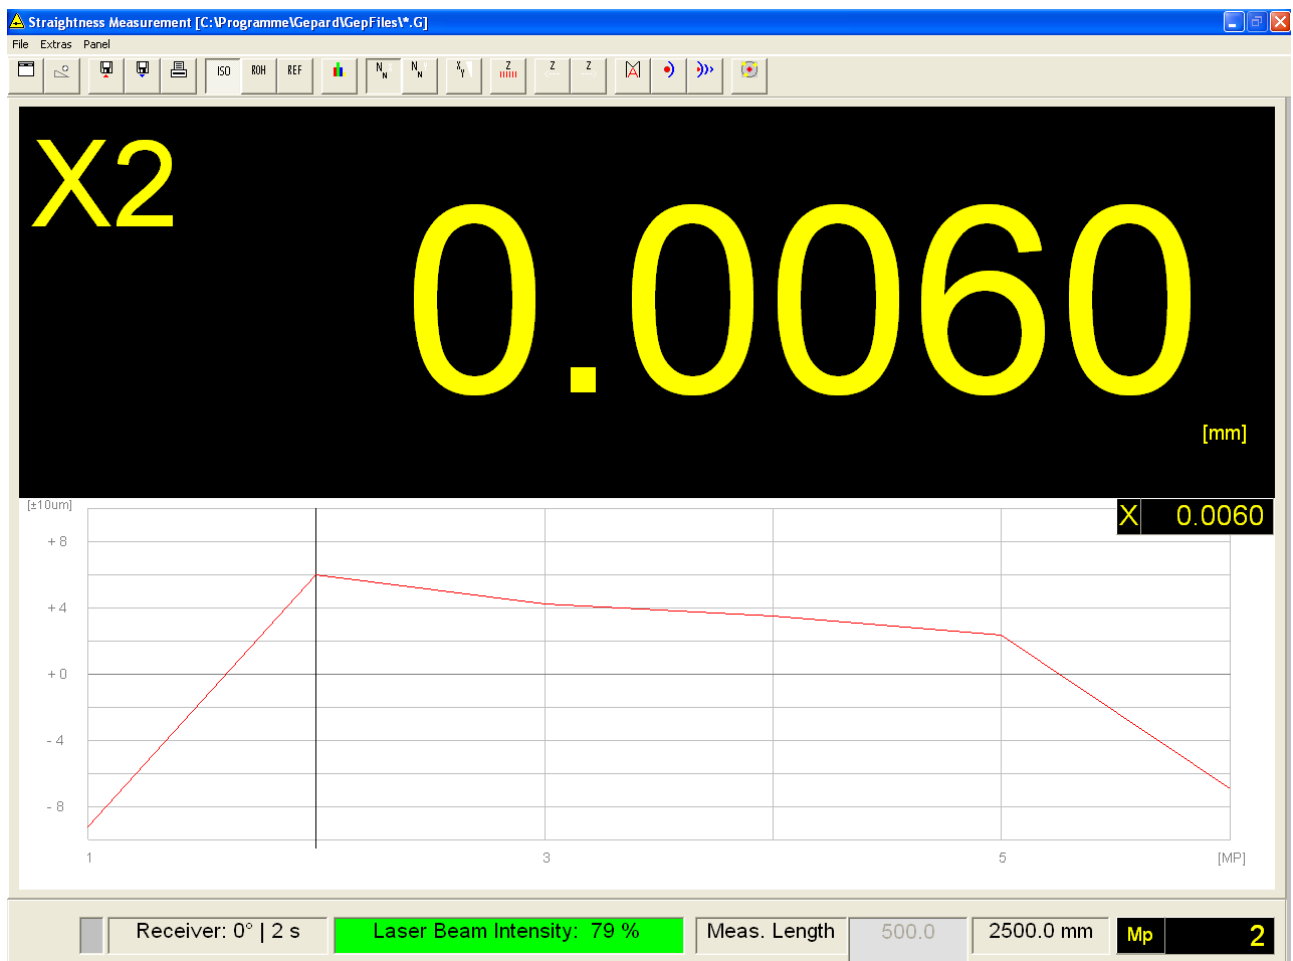 Straightness Measurement [C:\Programme\Gepard\GepFiles\*.G]
File Extras Panel
ISO ROH REF N N N N X Y Z Z Z
X2
0.0060
[mm]
[±10um]
X 0.0060
+ 8
+ 4
+ 0
- 4
- 8
1 3 5 [MP]
Receiver: 0° | 2 s Laser Beam Intensity: 79 % Meas. Length 500.0 2500.0 mm Mp 2